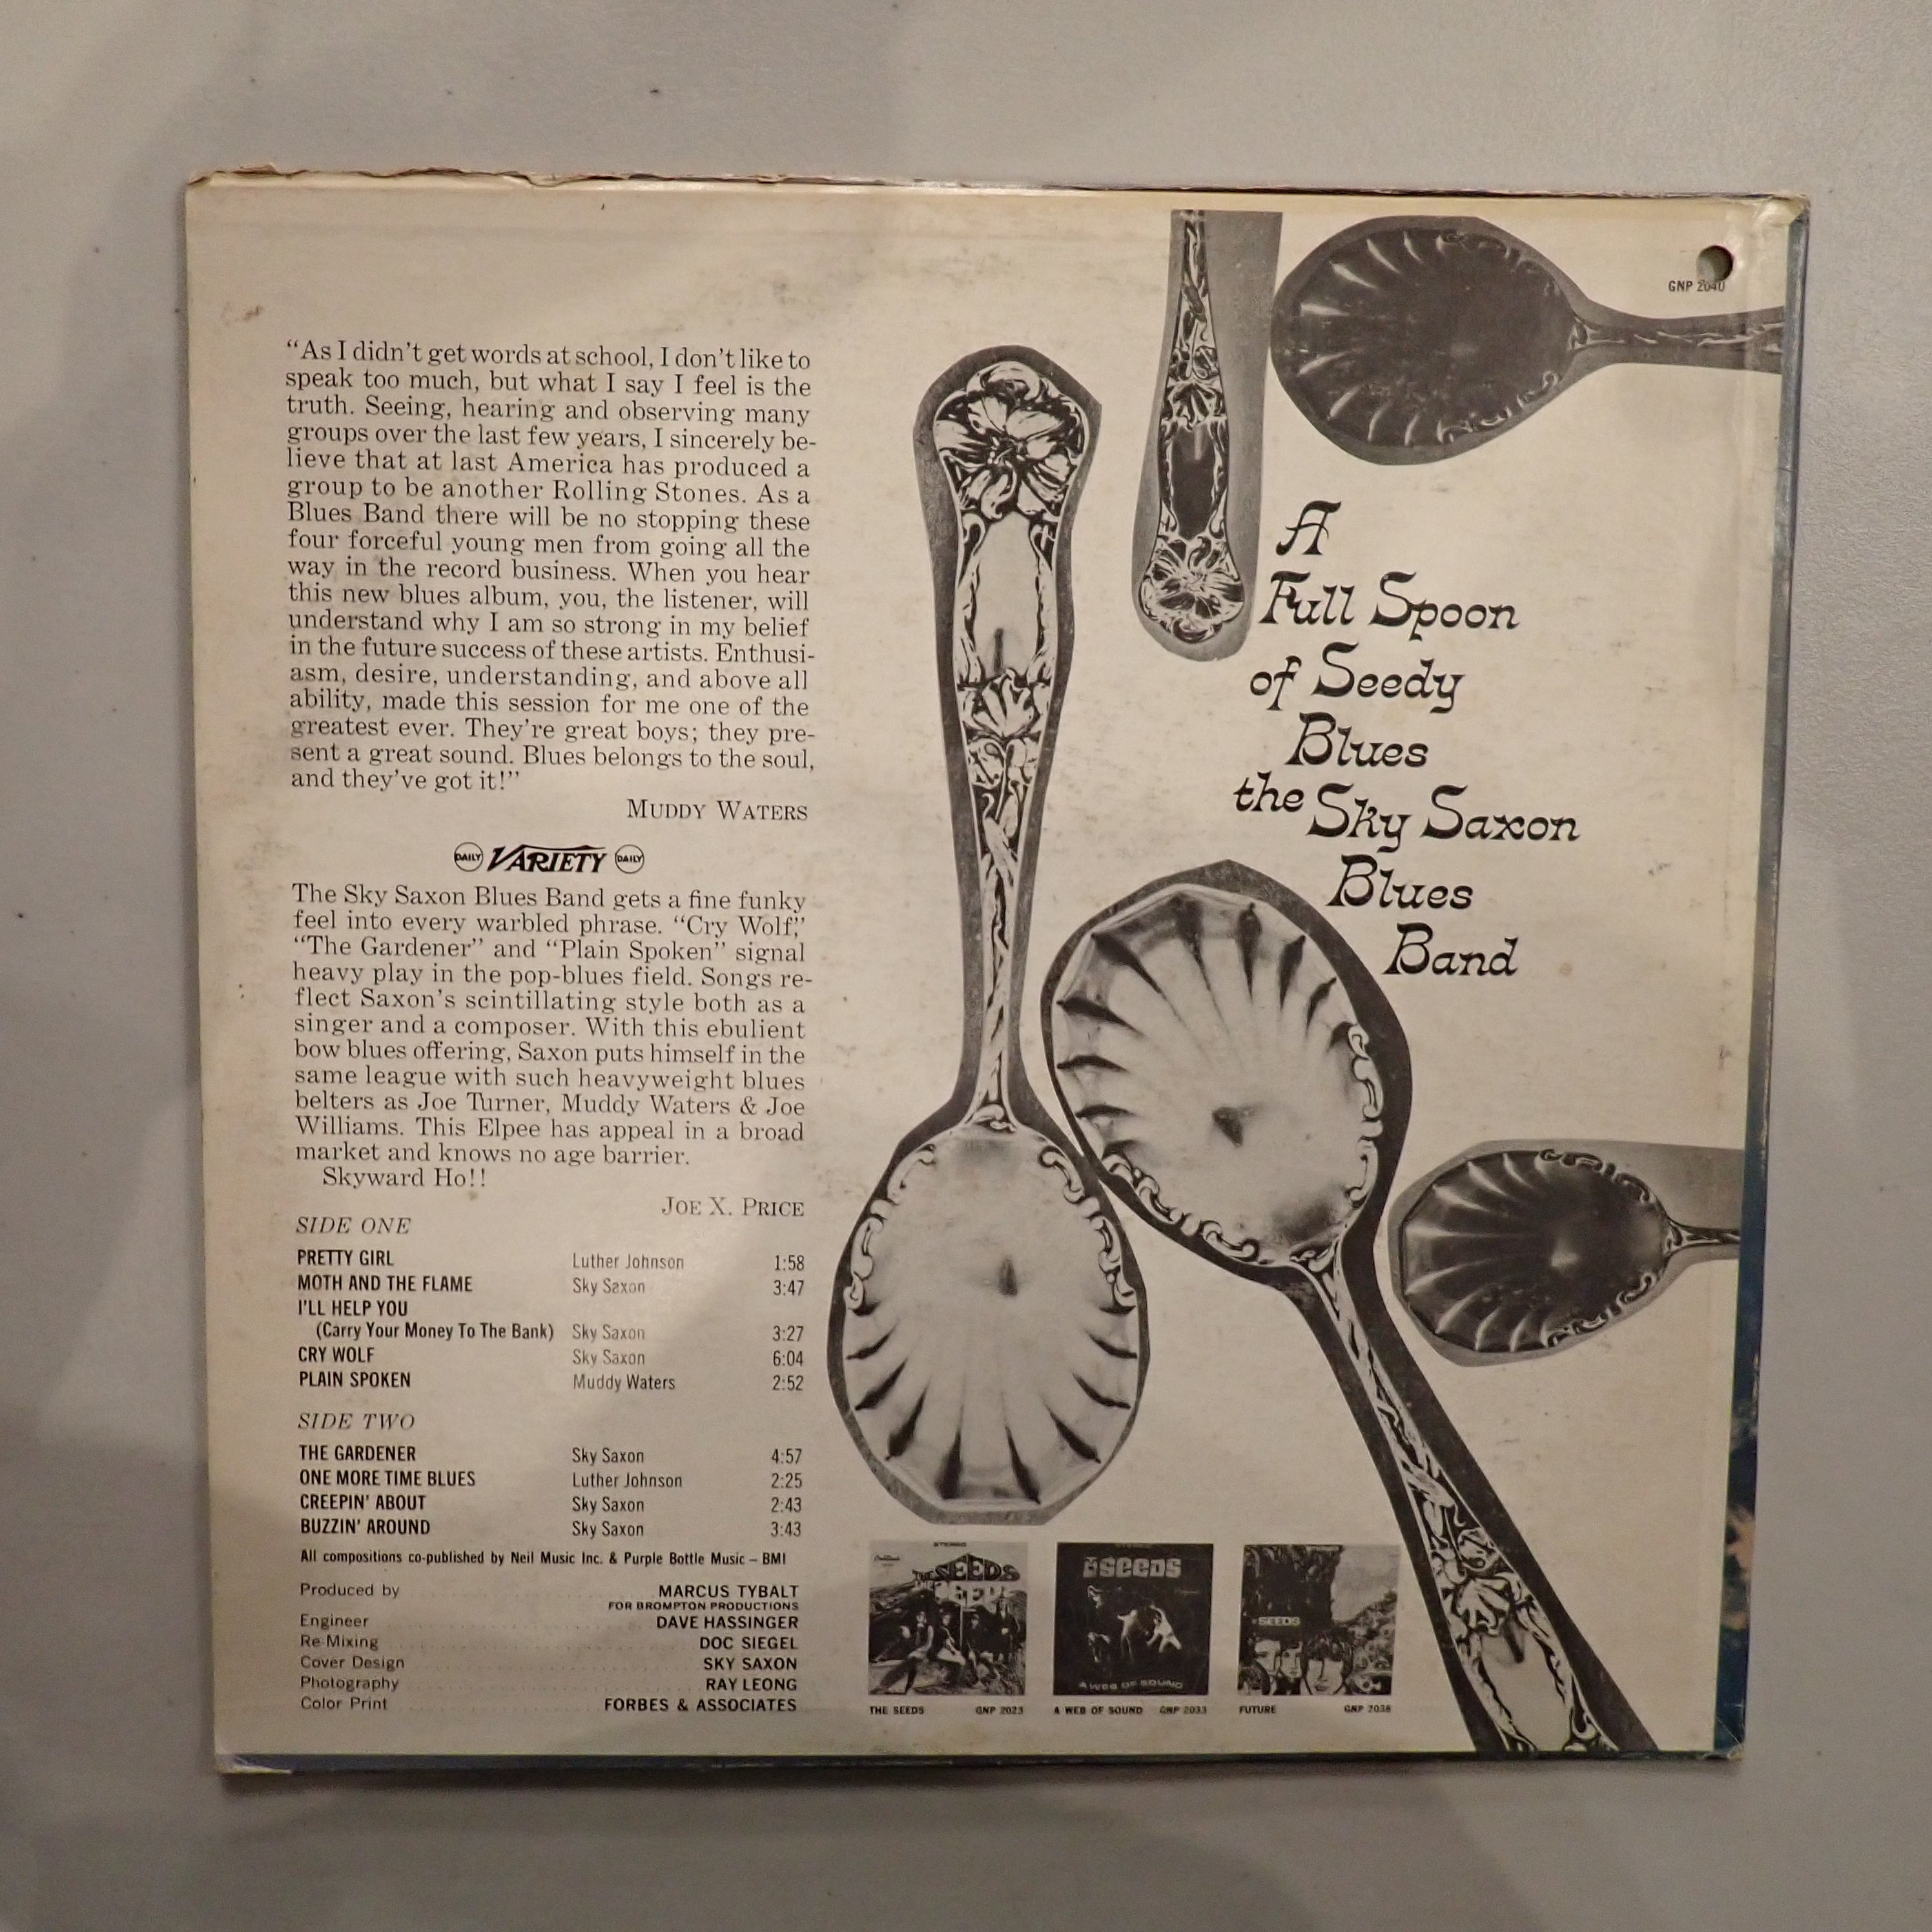 GNP 2040
“As I didn’t get words at school, I don’t like to
speak too much, but what I say I feel is the
truth. Seeing, hearing and observing many
groups over the last few years, I sincerely be-
lieve that at last America has produced a
group to be another Rolling Stones. As a
Blues Band there will be no stopping these
four forceful young men from going all the
way in the record business. When you hear
this new blues album, you, the listener, will
understand why I am so strong in my belief
in the future success of these artists. Enthusi-
asm, desire, understanding, and above all
ability, made this session for me one of the
greatest ever. They’re great boys; they pre-
sent a great sound. Blues belongs to the soul,
and they’ve got it!”
MUDDY WATERS
DAILY VARIETY DAILY
The Sky Saxon Blues Band gets a fine funky
feel into every warbled phrase. “Cry Wolf,”
“The Gardener” and “Plain Spoken” signal
heavy play in the pop-blues field. Songs re-
flect Saxon’s scintillating style both as a
singer and a composer. With this ebulient
bow blues offering, Saxon puts himself in the
same league with such heavyweight blues
belters as Joe Turner, Muddy Waters & Joe
Williams. This Elpee has appeal in a broad
market and knows no age barrier.
Skyward Ho!!
JOE X. PRICE
SIDE ONE
PRETTY GIRL Luther Johnson 1:58
MOTH AND THE FLAME Sky Saxon 3:47
I’LL HELP YOU
(Carry Your Money To The Bank) Sky Saxon 3:27
CRY WOLF Sky Saxon 6:04
PLAIN SPOKEN Muddy Waters 2:52
SIDE TWO
THE GARDENER Sky Saxon 4:57
ONE MORE TIME BLUES Luther Johnson 2:25
CREEPIN’ ABOUT Sky Saxon 2:43
BUZZIN’ AROUND Sky Saxon 3:43
All compositions co-published by Neil Music Inc. & Purple Bottle Music – BMI
Produced by MARCUS TYBALT
FOR BROMPTON PRODUCTIONS
Engineer DAVE HASSINGER
Re-Mixing DOC SIEGEL
Cover Design SKY SAXON
Photography RAY LEONG
Color Print FORBES & ASSOCIATES
A
Full Spoon
of Seedy
Blues
the Sky Saxon
Blues
Band
STEREO
THE SEEDS
THE SEEDS GNP 2023
THE SEEDS
A WEB OF SOUND
A WEB OF SOUND GNP 2033
SEEDS
FUTURE GNP 2038